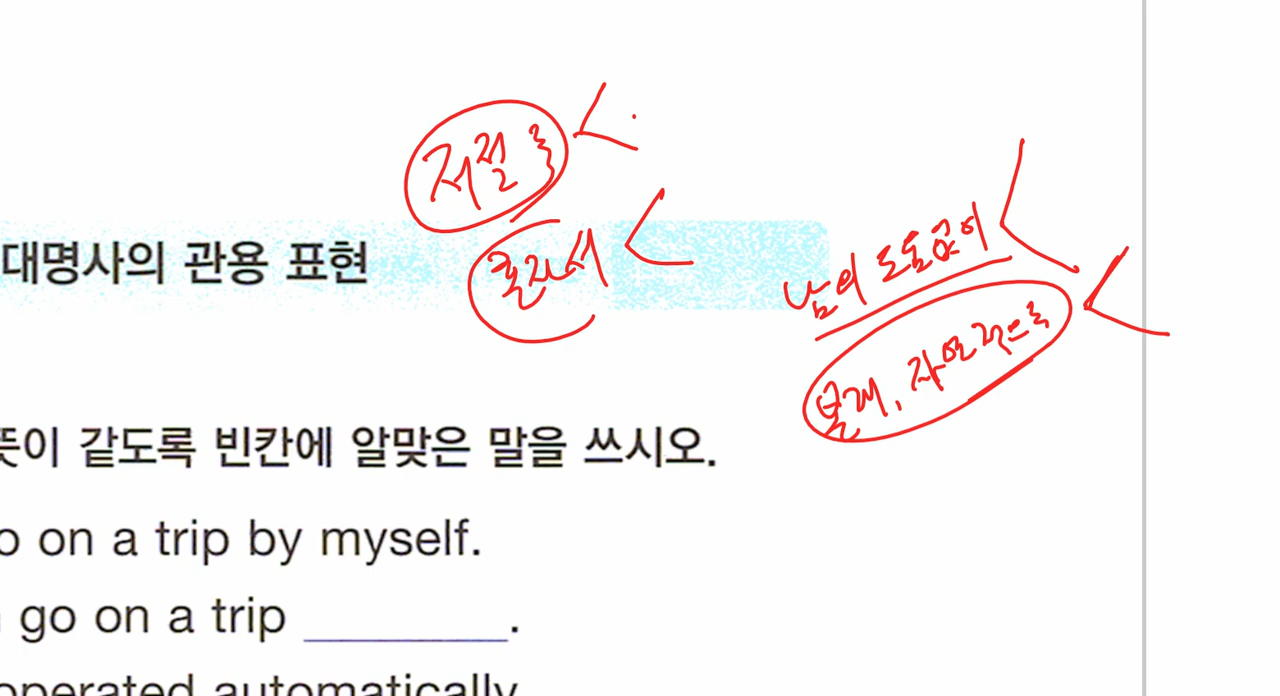 저절로
혼자서
남의 도움없이
본래, 자연적으로
대명사의 관용 표현
뜻이 같도록 빈칸에 알맞은 말을 쓰시오.
o on a trip by myself.
go on a trip ________.
operated automatically